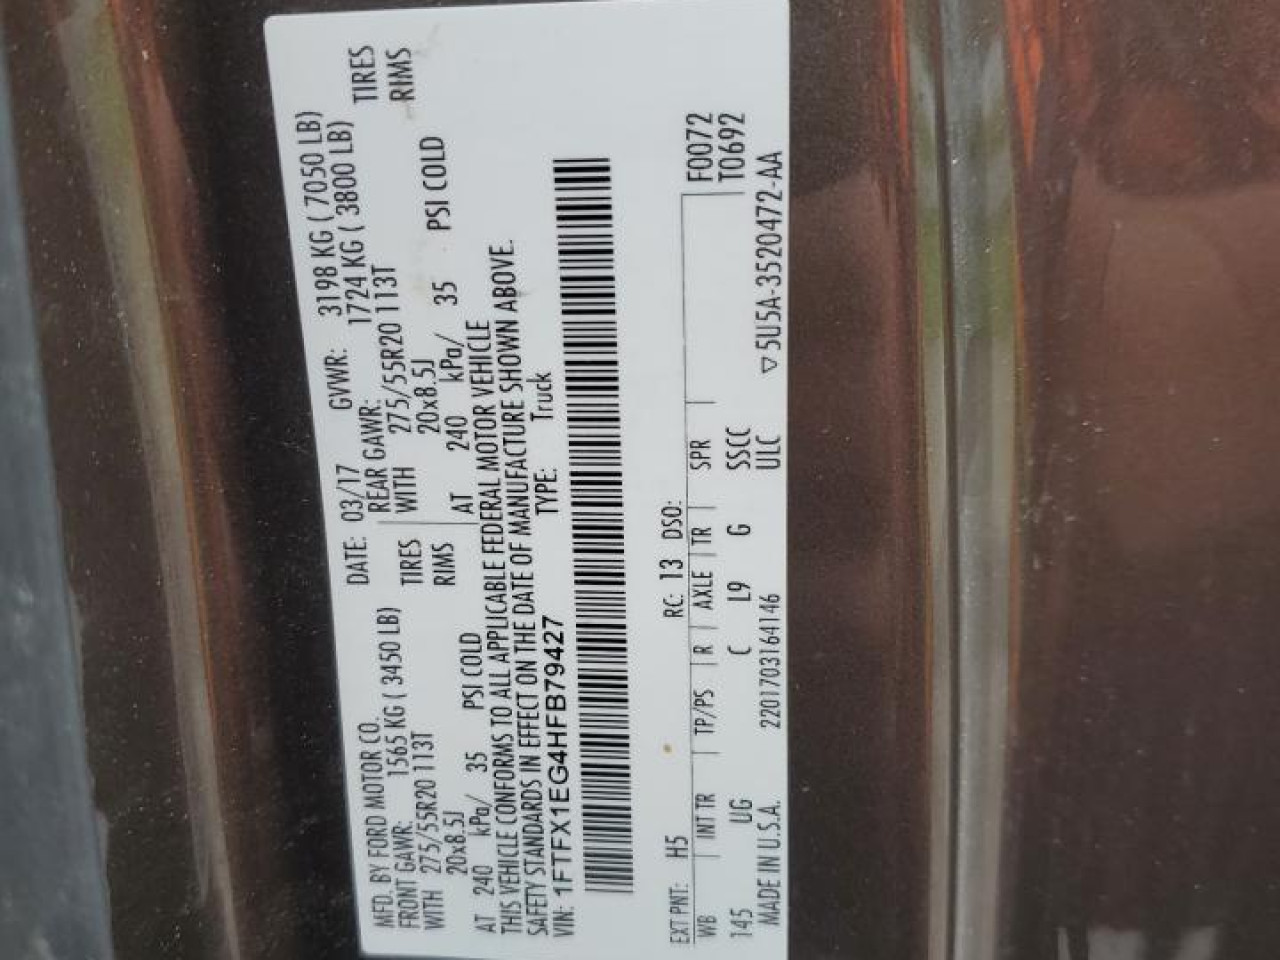 MFD. BY FORD MOTOR CO. DATE: 03/17 GVWR: 3198 KG ( 7050 LB)
FRONT GAWR: 1565 KG ( 3450 LB) REAR GAWR: 1724 KG ( 3800 LB)
WITH 275/55R20 113T TIRES WITH 275/55R20 113T TIRES
20x8.5J RIMS 20x8.5J RIMS
AT 240 kPa/ 35 PSI COLD AT 240 kPa/ 35 PSI COLD
THIS VEHICLE CONFORMS TO ALL APPLICABLE FEDERAL MOTOR VEHICLE
SAFETY STANDARDS IN EFFECT ON THE DATE OF MANUFACTURE SHOWN ABOVE.
VIN: 1FTFX1EG4HFB79427 TYPE: Truck
EXT PNT: H5 RC: 13 DSO:
WB INT TR TP/PS R AXLE TR SPR F0072
145 UG C L9 G SSCC T0692
MADE IN U.S.A. 2201703164146 ULC ▽5U5A-3520472-AA